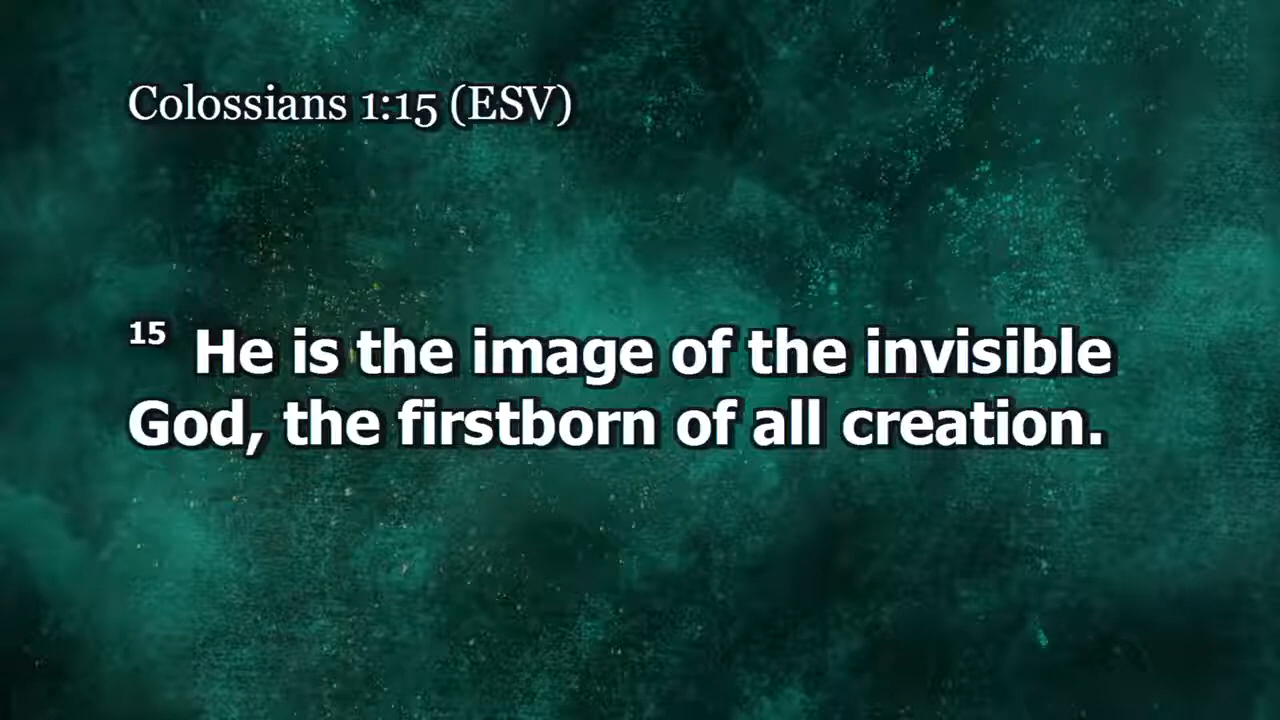 Colossians 1:15 (ESV)
15 He is the image of the invisible
God, the firstborn of all creation.